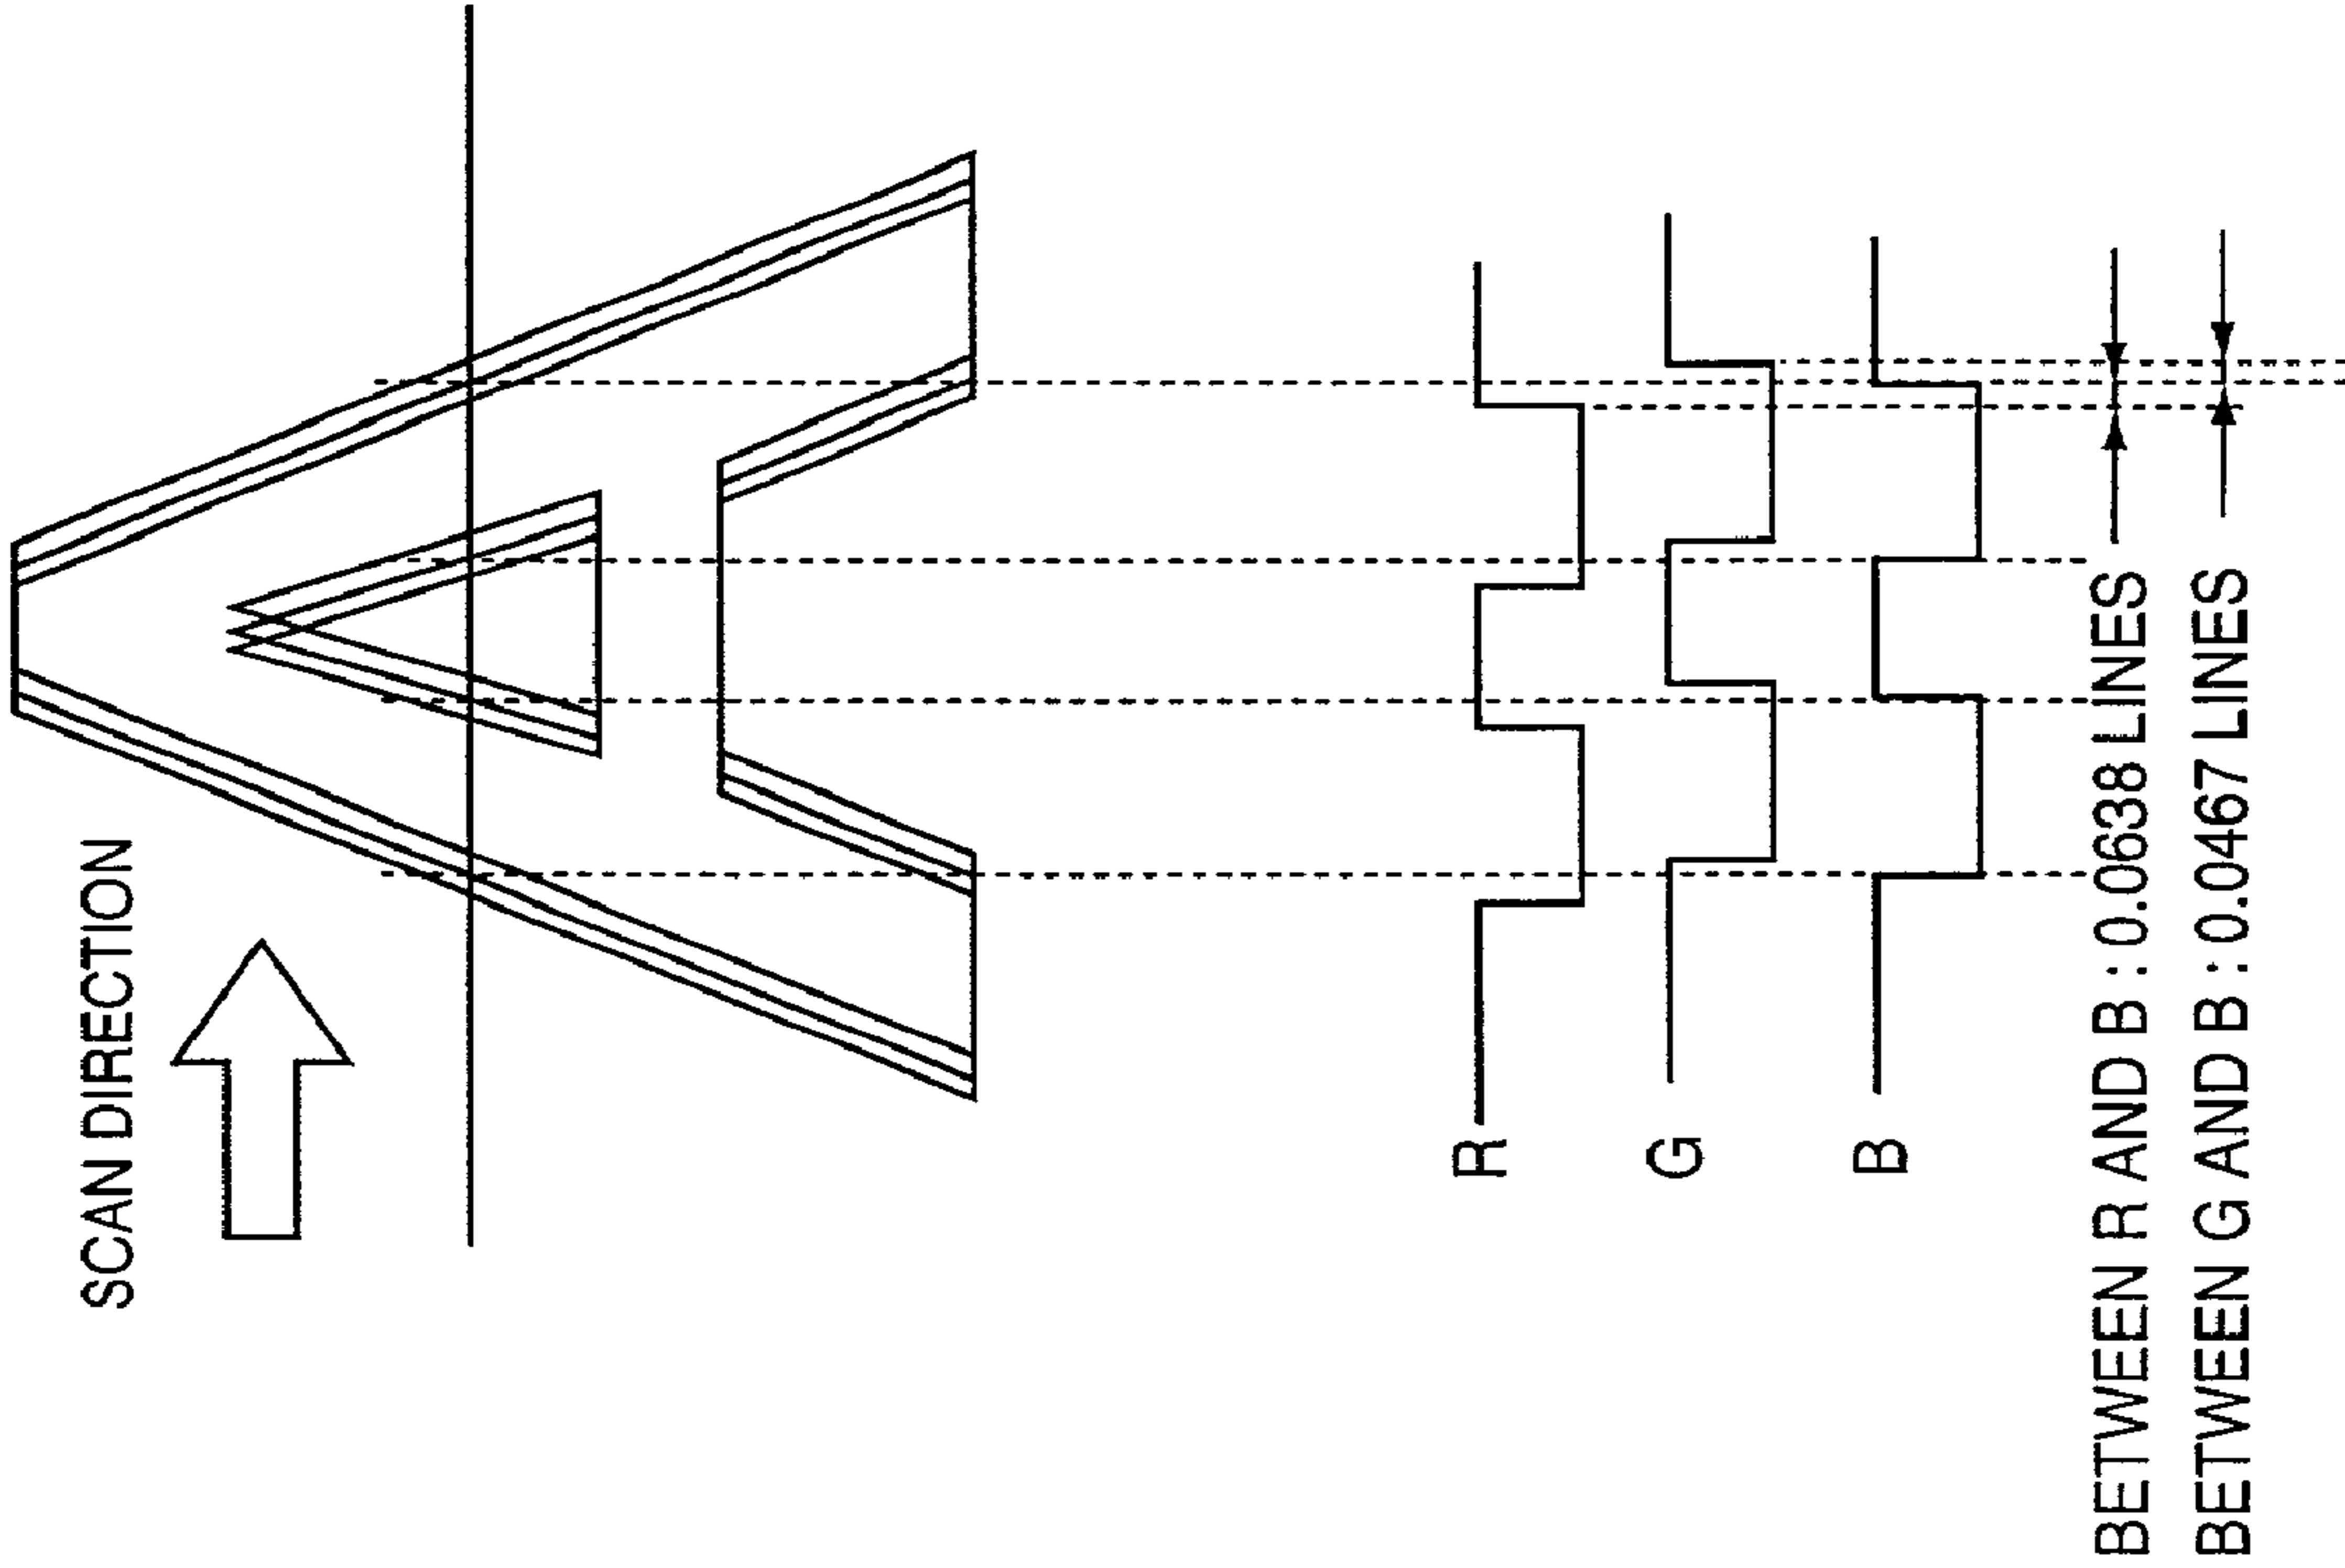 SCAN DIRECTION
R
G
B
BETWEEN R AND B : 0.0638 LINES
BETWEEN G AND B : 0.0467 LINES